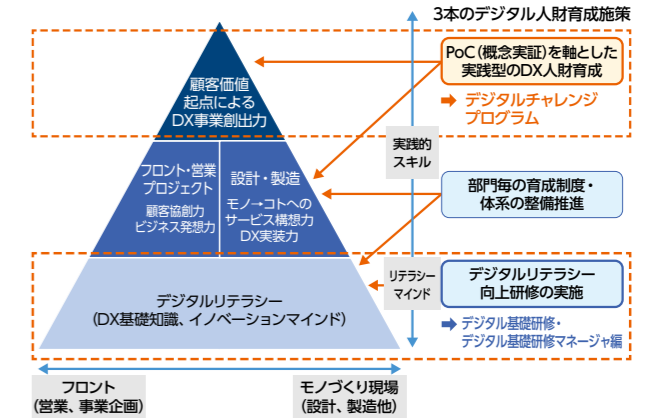 3本のデジタル人財育成施策
顧客価値
起点による
DX事業創出力
PoC（概念実証）を軸とした
実践型のDX人財育成
➡ デジタルチャレンジ
プログラム
実践的
スキル
フロント・営業
プロジェクト
顧客協創力
ビジネス発想力
設計・製造
モノ→コトへの
サービス構想力
DX実装力
部門毎の育成制度・
体系の整備推進
リテラシー
マインド
デジタルリテラシー
（DX基礎知識、イノベーションマインド）
デジタルリテラシー
向上研修の実施
➡ デジタル基礎研修・
デジタル基礎研修マネージャ編
フロント
（営業、事業企画）
モノづくり現場
（設計、製造他）